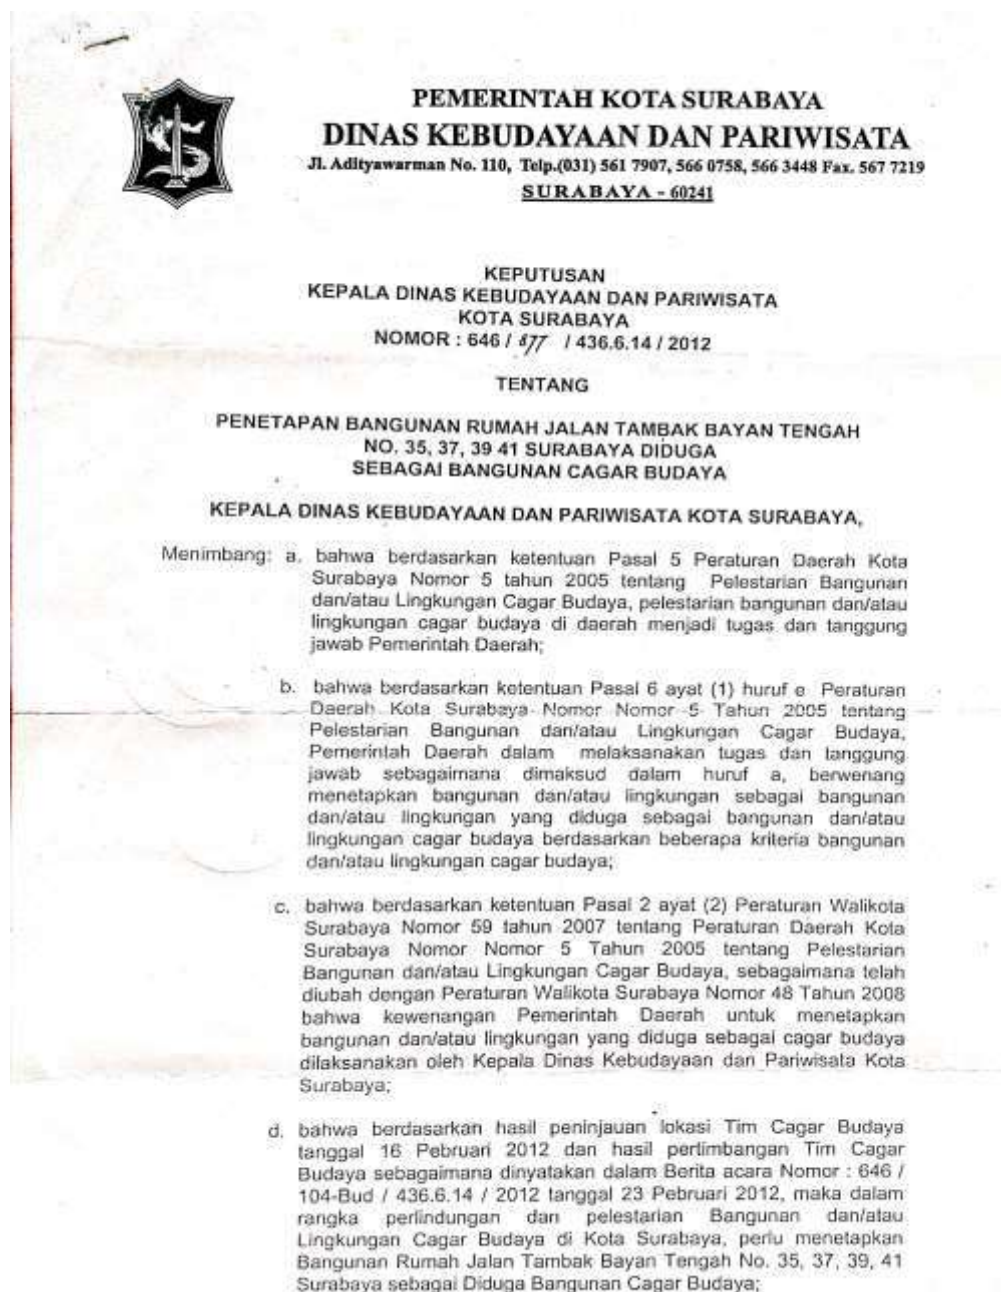 PEMERINTAH KOTA SURABAYA
DINAS KEBUDAYAAN DAN PARIWISATA
Jl. Adityawarman No. 110, Telp.(031) 561 7907, 566 0758, 566 3448 Fax. 567 7219
SURABAYA - 60241
KEPUTUSAN
KEPALA DINAS KEBUDAYAAN DAN PARIWISATA
KOTA SURABAYA
NOMOR : 646 / / 436.6.14 / 2012
TENTANG
PENETAPAN BANGUNAN RUMAH JALAN TAMBAK BAYAN TENGAH
NO. 35, 37, 39 41 SURABAYA DIDUGA
SEBAGAI BANGUNAN CAGAR BUDAYA
KEPALA DINAS KEBUDAYAAN DAN PARIWISATA KOTA SURABAYA,
Menimbang: a. bahwa berdasarkan ketentuan Pasal 5 Peraturan Daerah Kota
Surabaya Nomor 5 tahun 2005 tentang Pelestarian Bangunan
dan/atau Lingkungan Cagar Budaya, pelestarian bangunan dan/atau
lingkungan cagar budaya di daerah menjadi tugas dan tanggung
jawab Pemerintah Daerah;
b. bahwa berdasarkan ketentuan Pasal 6 ayat (1) huruf e Peraturan
Daerah Kota Surabaya Nomor Nomor 5 Tahun 2005 tentang
Pelestarian Bangunan dan/atau Lingkungan Cagar Budaya,
Pemerintah Daerah dalam melaksanakan tugas dan tanggung
jawab sebagaimana dimaksud dalam huruf a, berwenang
menetapkan bangunan dan/atau lingkungan sebagai bangunan
dan/atau lingkungan yang diduga sebagai bangunan dan/atau
lingkungan cagar budaya berdasarkan beberapa kriteria bangunan
dan/atau lingkungan cagar budaya;
c. bahwa berdasarkan ketentuan Pasal 2 ayat (2) Peraturan Walikota
Surabaya Nomor 59 tahun 2007 tentang Peraturan Daerah Kota
Surabaya Nomor Nomor 5 Tahun 2005 tentang Pelestarian
Bangunan dan/atau Lingkungan Cagar Budaya, sebagaimana telah
diubah dengan Peraturan Walikota Surabaya Nomor 48 Tahun 2008
bahwa kewenangan Pemerintah Daerah untuk menetapkan
bangunan dan/atau lingkungan yang diduga sebagai cagar budaya
dilaksanakan oleh Kepala Dinas Kebudayaan dan Pariwisata Kota
Surabaya;
d. bahwa berdasarkan hasil peninjauan lokasi Tim Cagar Budaya
tanggal 16 Pebruari 2012 dan hasil pertimbangan Tim Cagar
Budaya sebagaimana dinyatakan dalam Berita acara Nomor : 646 /
104-Bud / 436.6.14 / 2012 tanggal 23 Pebruari 2012, maka dalam
rangka perlindungan dan pelestarian Bangunan dan/atau
Lingkungan Cagar Budaya di Kota Surabaya, perlu menetapkan
Bangunan Rumah Jalan Tambak Bayan Tengah No. 35, 37, 39, 41
Surabaya sebagai Diduga Bangunan Cagar Budaya;